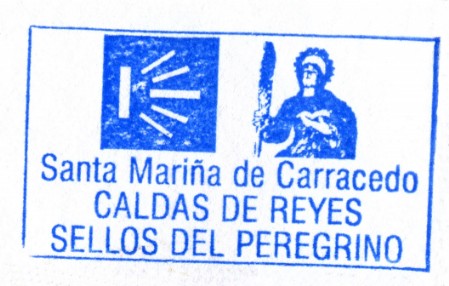 Santa Mariña de Carracedo
CALDAS DE REYES
SELLOS DEL PEREGRINO